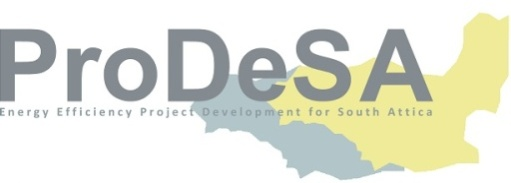 ProDeSA
Energy Efficiency Project Development for South Attica